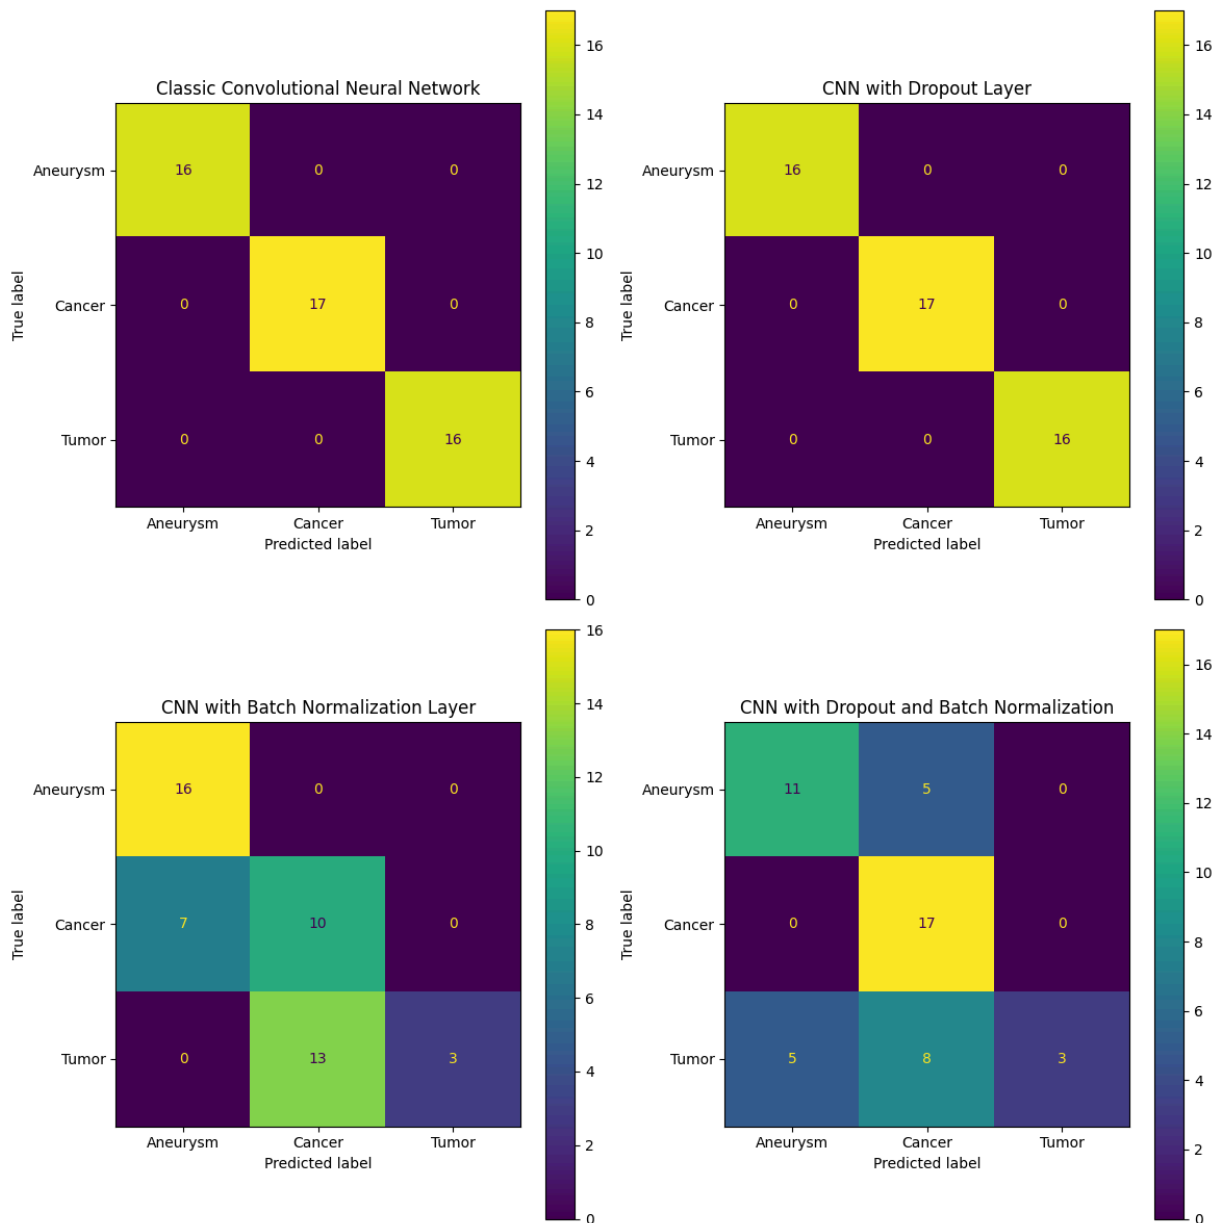 Classic Convolutional Neural Network
True label
Aneurysm 16 0 0
Cancer 0 17 0
Tumor 0 0 16
Aneurysm Cancer Tumor
Predicted label
16
14
12
10
8
6
4
2
0
CNN with Dropout Layer
True label
Aneurysm 16 0 0
Cancer 0 17 0
Tumor 0 0 16
Aneurysm Cancer Tumor
Predicted label
16
14
12
10
8
6
4
2
0
CNN with Batch Normalization Layer
True label
Aneurysm 16 0 0
Cancer 7 10 0
Tumor 0 13 3
Aneurysm Cancer Tumor
Predicted label
16
14
12
10
8
6
4
2
0
CNN with Dropout and Batch Normalization
True label
Aneurysm 11 5 0
Cancer 0 17 0
Tumor 5 8 3
Aneurysm Cancer Tumor
Predicted label
16
14
12
10
8
6
4
2
0